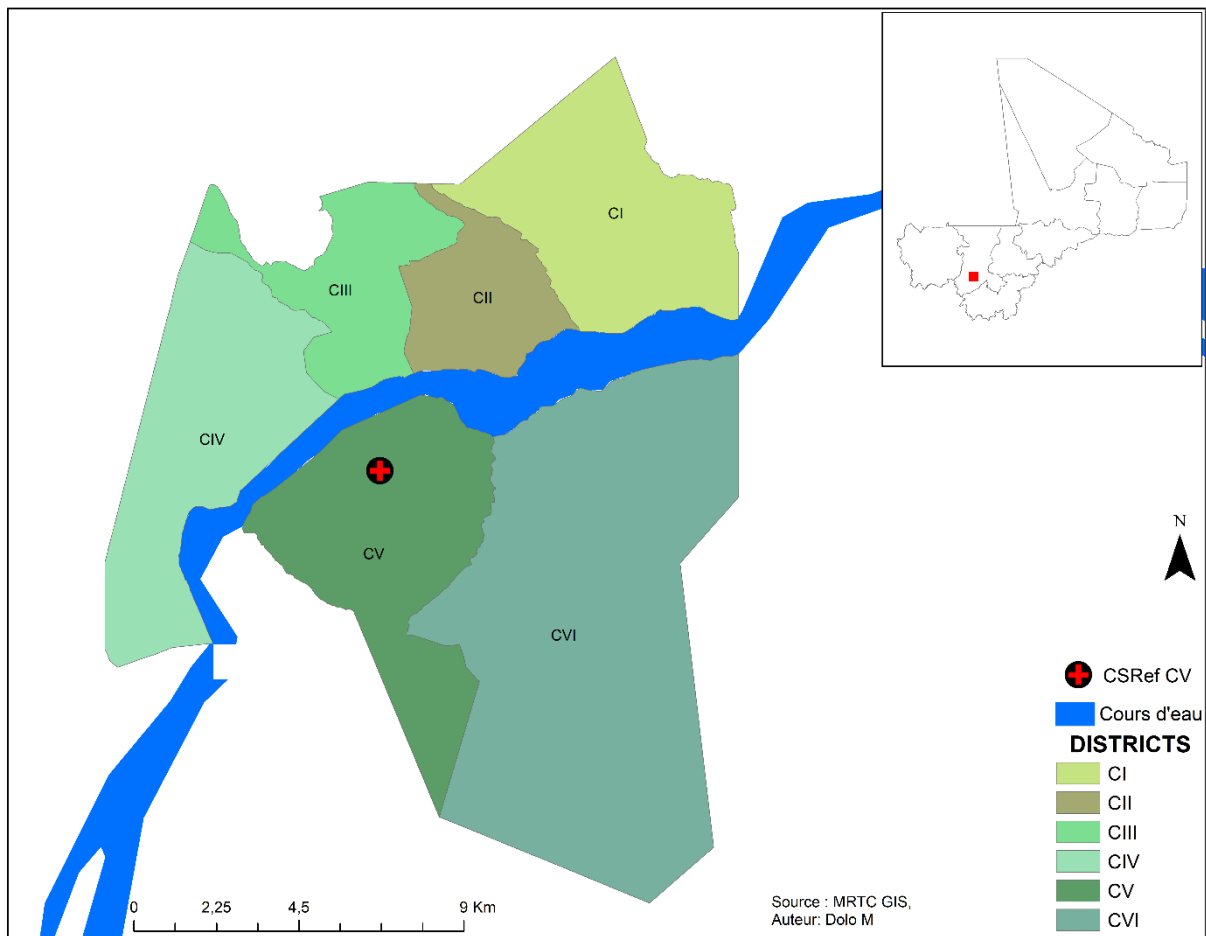 CI
CII
CIII
CIV
CV
CVI
N
CSRef CV
Cours d'eau
DISTRICTS
CI
CII
CIII
CIV
CV
CVI
0 2,25 4,5 9 Km
Source : MRTC GIS,
Auteur: Dolo M